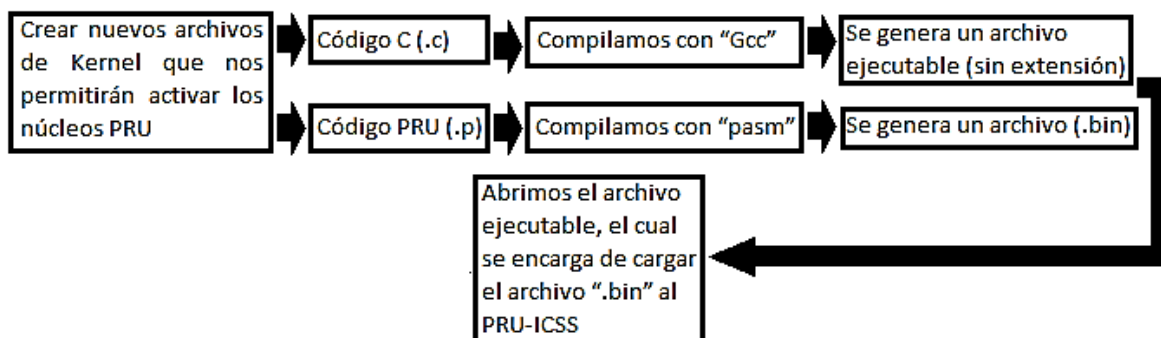 Crear nuevos archivos
de Kernel que nos
permitirán activar los
núcleos PRU
Código C (.c)
Compilamos con “Gcc”
Se genera un archivo
ejecutable (sin extensión)
Código PRU (.p)
Compilamos con “pasm”
Se genera un archivo (.bin)
Abrimos el archivo
ejecutable, el cual
se encarga de cargar
el archivo “.bin” al
PRU-ICSS